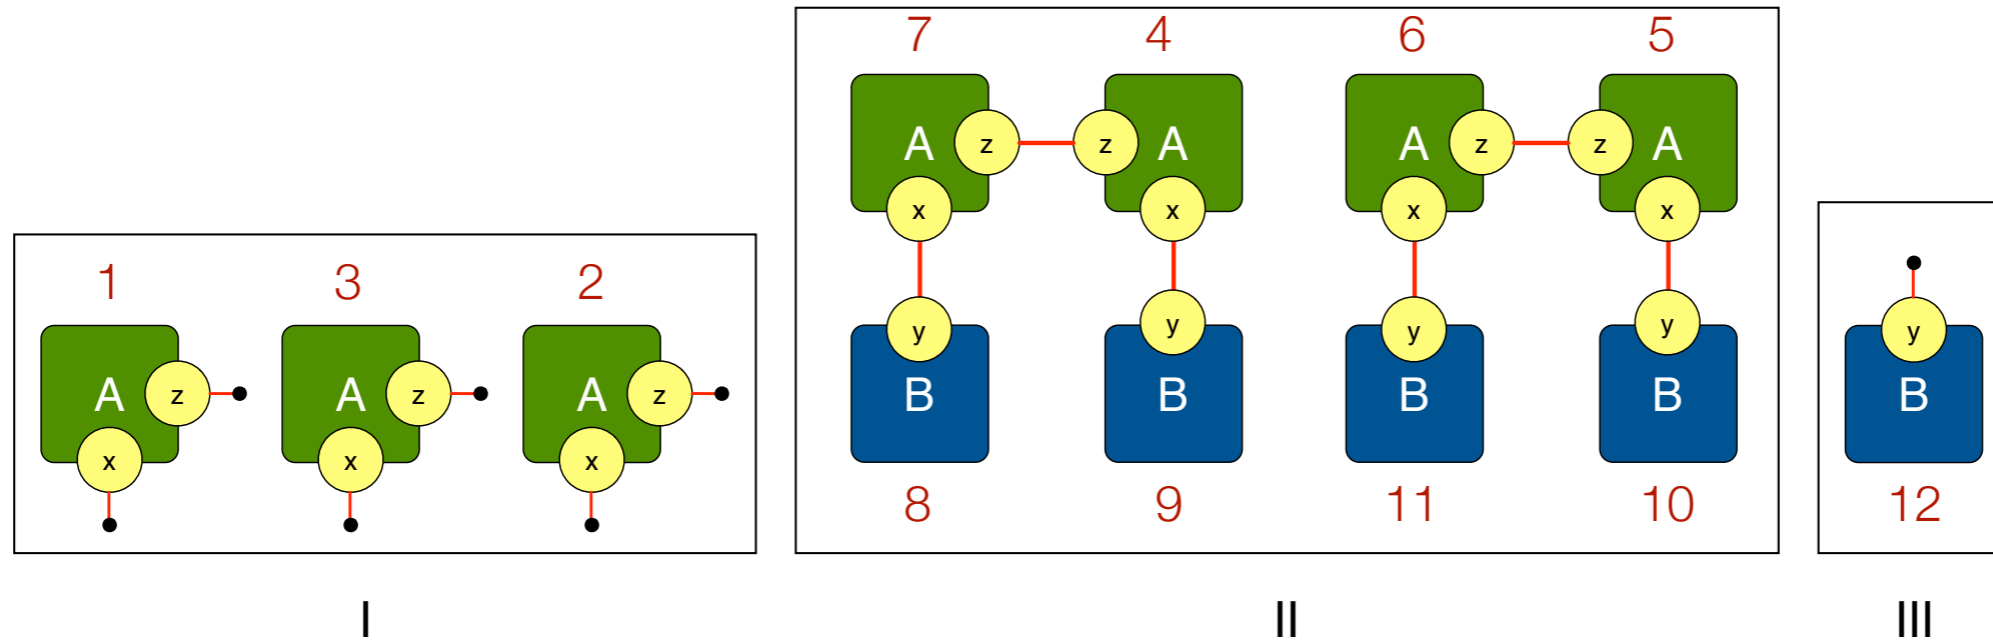 7 4 6 5
A z z A A z z A
x x x x
1 3 2
y y y y y
A z A z A z B B B B B
x x x
8 9 11 10 12
I II III